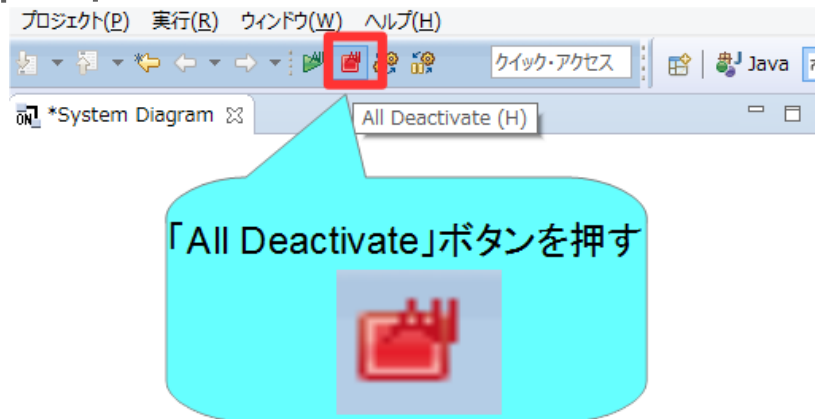 プロジェクト(P) 実行(R) ウィンドウ(W) ヘルプ(H)
クイック・アクセス
Java
ON
*System Diagram
All Deactivate (H)
「All Deactivate」ボタンを押す